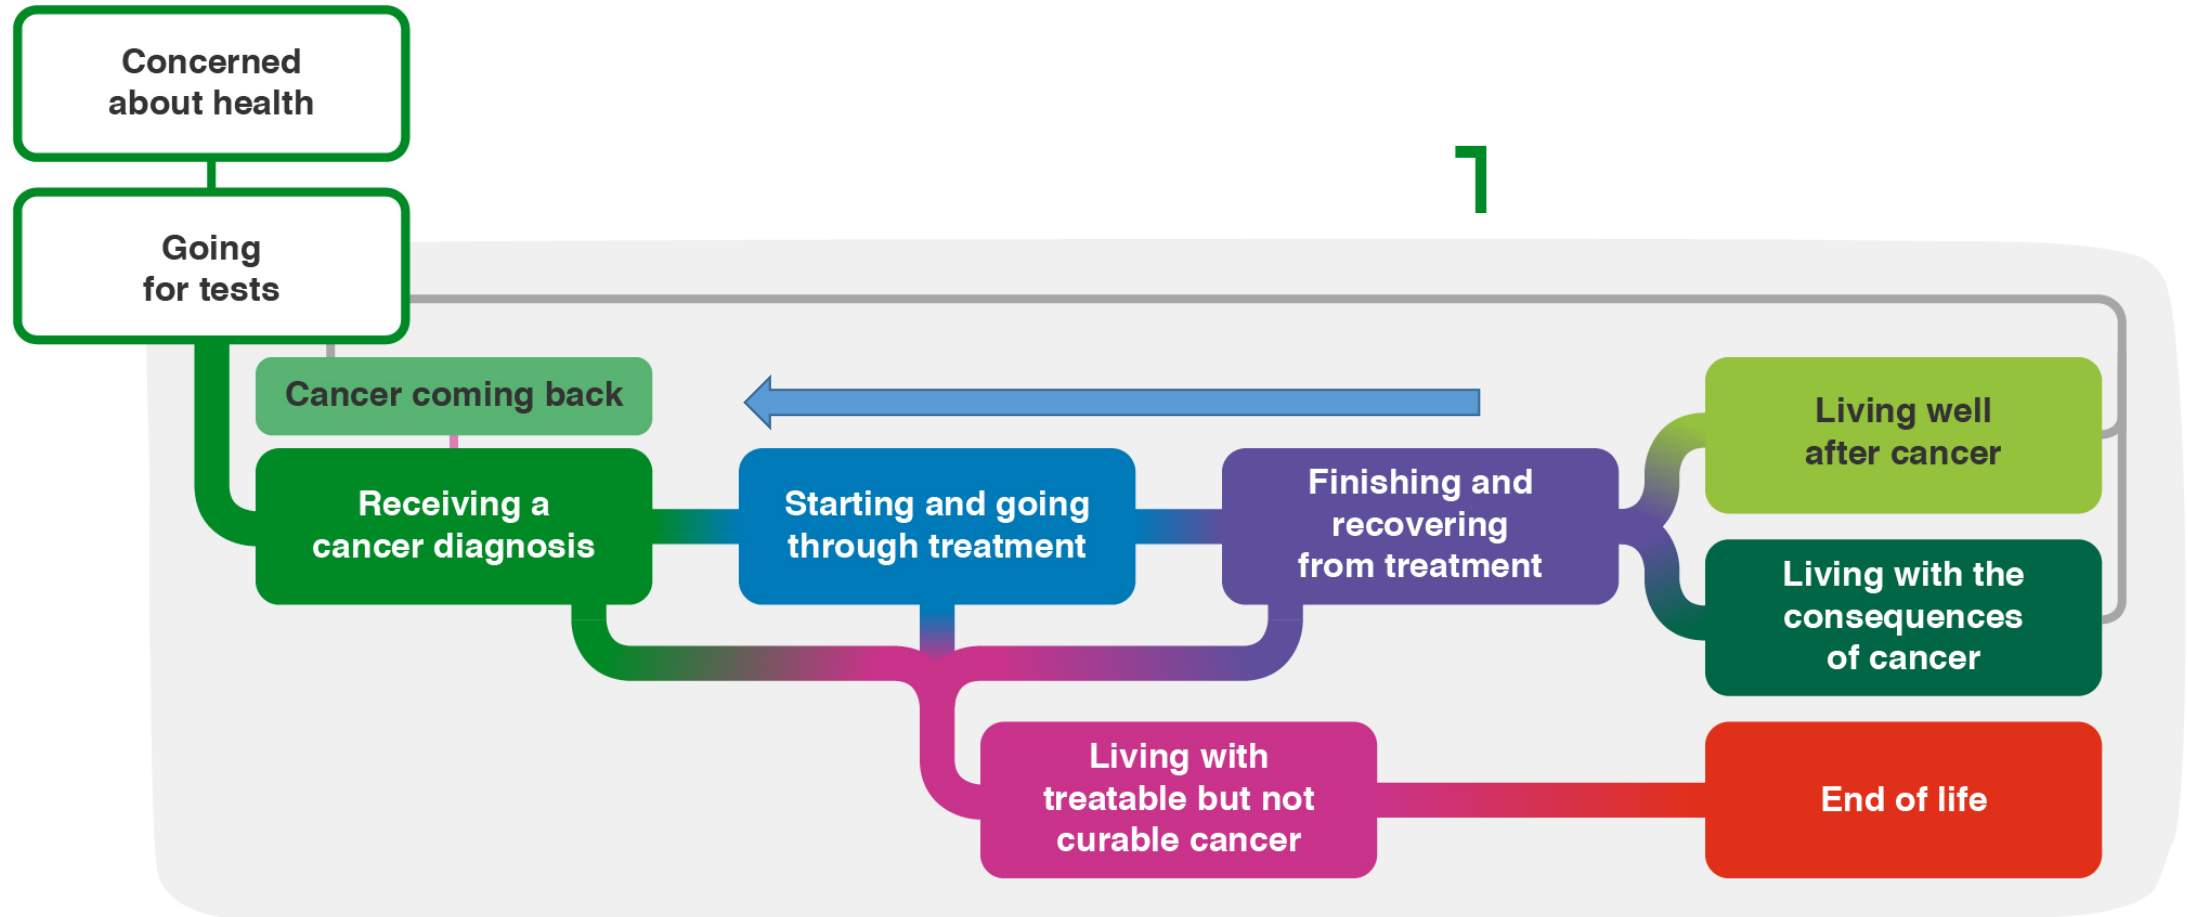 Concerned
about health
Going
for tests
Cancer coming back
Receiving a
cancer diagnosis
Starting and going
through treatment
Finishing and
recovering
from treatment
Living well
after cancer
Living with the
consequences
of cancer
Living with
treatable but not
curable cancer
End of life